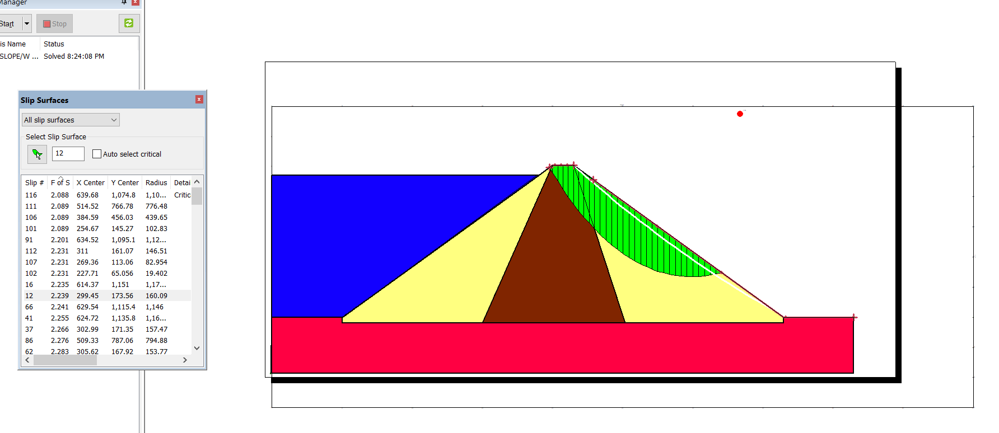 Manager
Start Stop
is Name Status
SLOPE/W ... Solved 8:24:08 PM
Slip Surfaces
All slip surfaces
Select Slip Surface
12 Auto select critical
Slip # F of S X Center Y Center Radius Detai
116 2.088 639.68 1,074.8 1,10... Critic
111 2.089 514.52 766.78 776.48
106 2.089 384.59 456.03 439.65
101 2.089 254.67 145.27 102.83
91 2.201 634.52 1,095.1 1,12...
112 2.231 311 161.07 146.51
107 2.231 269.36 113.06 82.954
102 2.231 227.71 65.056 19.402
16 2.235 614.37 1,151 1,17...
12 2.239 299.45 173.56 160.09
66 2.241 629.54 1,115.4 1,146
41 2.255 624.72 1,135.8 1,16...
37 2.266 302.99 171.35 157.47
86 2.276 509.33 787.06 794.88
62 2.283 305.62 167.92 153.77